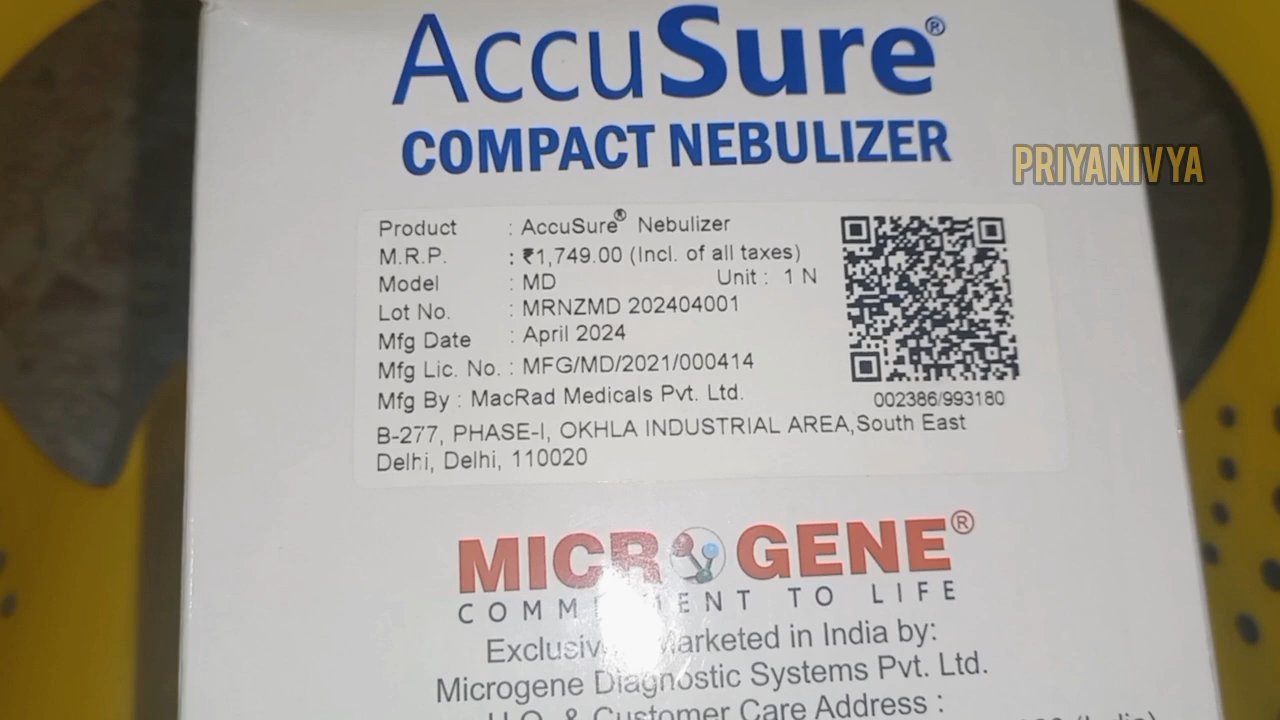 AccuSure®
COMPACT NEBULIZER
PRIYANIVYA
Product : AccuSure® Nebulizer
M.R.P. : ₹1,749.00 (Incl. of all taxes)
Model : MD Unit : 1 N
Lot No. : MRNZMD 202404001
Mfg Date : April 2024
Mfg Lic. No. : MFG/MD/2021/000414
Mfg By : MacRad Medicals Pvt. Ltd.
B-277, PHASE-I, OKHLA INDUSTRIAL AREA,South East
Delhi, Delhi, 110020
002386/993180
MICROGENE®
COMMITMENT TO LIFE
Marketed in India by:
Microgene Diagnostic Systems Pvt. Ltd.
& Customer Care Address :